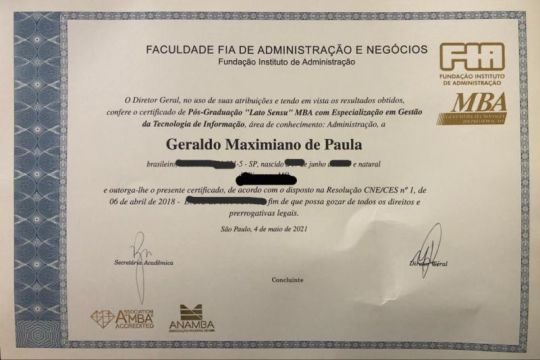 FACULDADE FIA DE ADMINISTRAÇÃO E NEGÓCIOS
Fundação Instituto de Administração
FIA
FUNDAÇÃO INSTITUTO
DE ADMINISTRAÇÃO
MBA
O Diretor Geral, no uso de suas atribuições e tendo em vista os resultados obtidos,
confere o certificado de Pós-Graduação "Lato Sensu" MBA com Especialização em Gestão
da Tecnologia de Informação, área de conhecimento: Administração, a
Geraldo Maximiano de Paula
brasileiro -5 - SP, nascido de junho e natural
e outorga-lhe o presente certificado, de acordo com o disposto na Resolução CNE/CES nº 1, de
06 de abril de 2018 - fim de que possa gozar de todos os direitos e
prerrogativas legais.
São Paulo, 4 de maio de 2021
Secretária Acadêmica
Geral
Concluinte
ASSOCIATION
AMBA
ACCREDITED
ANAMBA